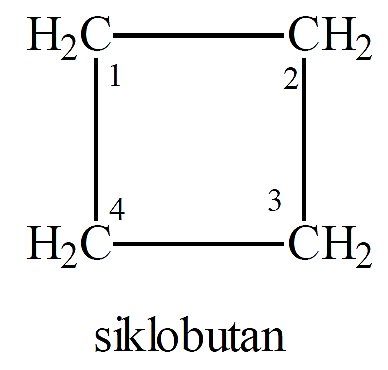 H₂C CH₂
1 2
4 3
H₂C CH₂
siklobutan